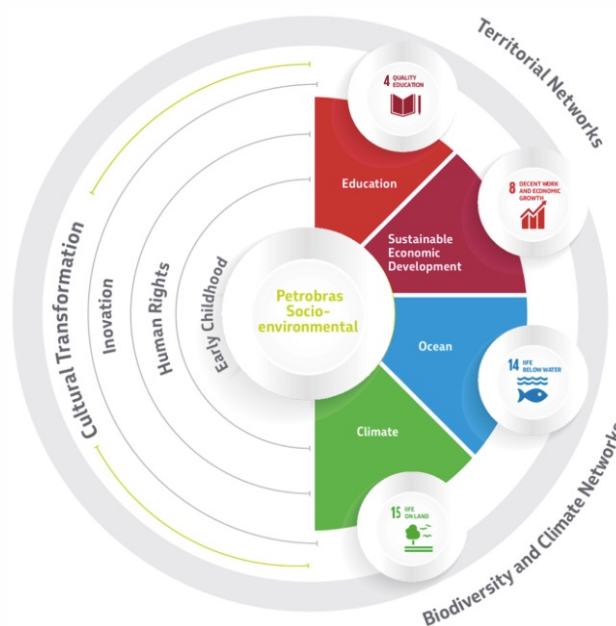 Territorial Networks
4 QUALITY
EDUCATION
Education
8 DECENT WORK
AND ECONOMIC
GROWTH
Sustainable
Economic
Development
Cultural Transformation
Inovation
Human Rights
Early Childhood
Petrobras
Socio-
environmental
Ocean
14 LIFE
BELOW WATER
Climate
15 LIFE
ON LAND
Biodiversity and Climate Networks